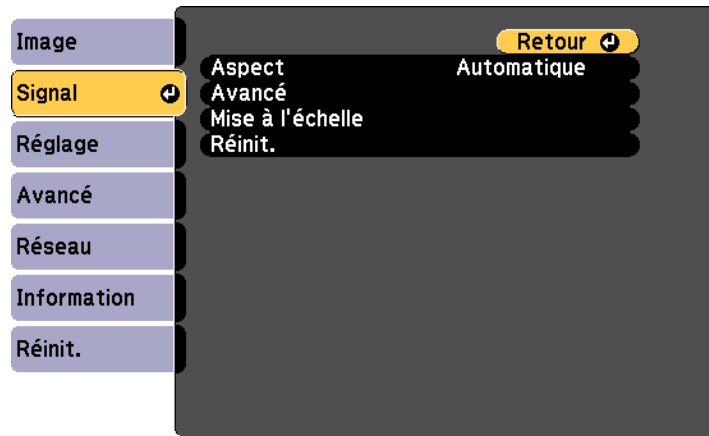 Image
Signal
Réglage
Avancé
Réseau
Information
Réinit.
Retour
Aspect Automatique
Avancé
Mise à l'échelle
Réinit.